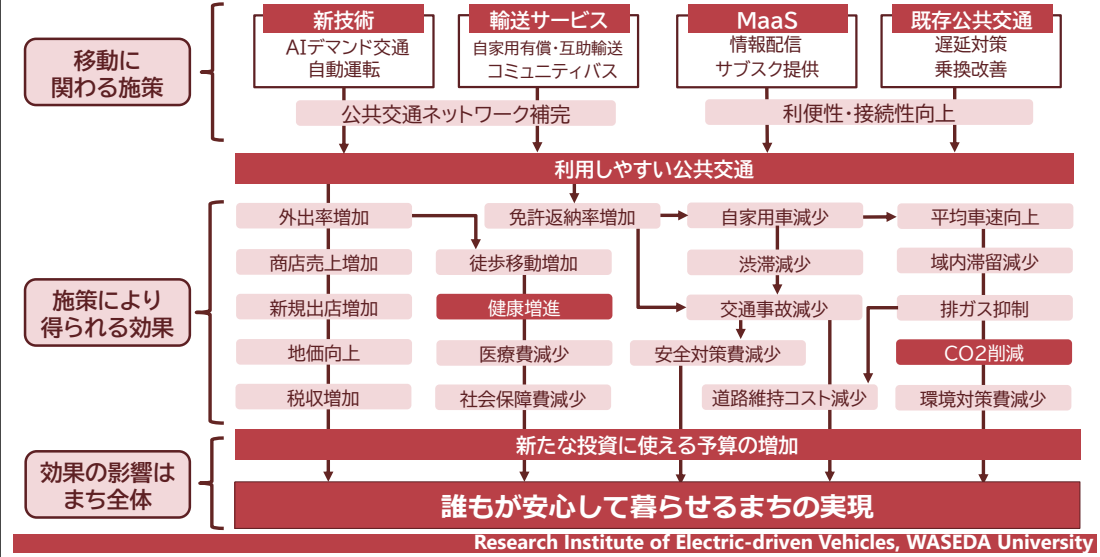 移動に
関わる施策
新技術
AIデマンド交通
自動運転
輸送サービス
自家用有償・互助輸送
コミュニティバス
MaaS
情報配信
サブスク提供
既存公共交通
遅延対策
乗換改善
公共交通ネットワーク補完
利便性・接続性向上
利用しやすい公共交通
施策により
得られる効果
外出率増加
免許返納率増加
自家用車減少
平均車速向上
商店売上増加
徒歩移動増加
渋滞減少
域内滞留減少
新規出店増加
健康増進
交通事故減少
排ガス抑制
地価向上
医療費減少
安全対策費減少
CO2削減
税収増加
社会保障費減少
道路維持コスト減少
環境対策費減少
効果の影響は
まち全体
新たな投資に使える予算の増加
誰もが安心して暮らせるまちの実現
Research Institute of Electric-driven Vehicles, WASEDA University